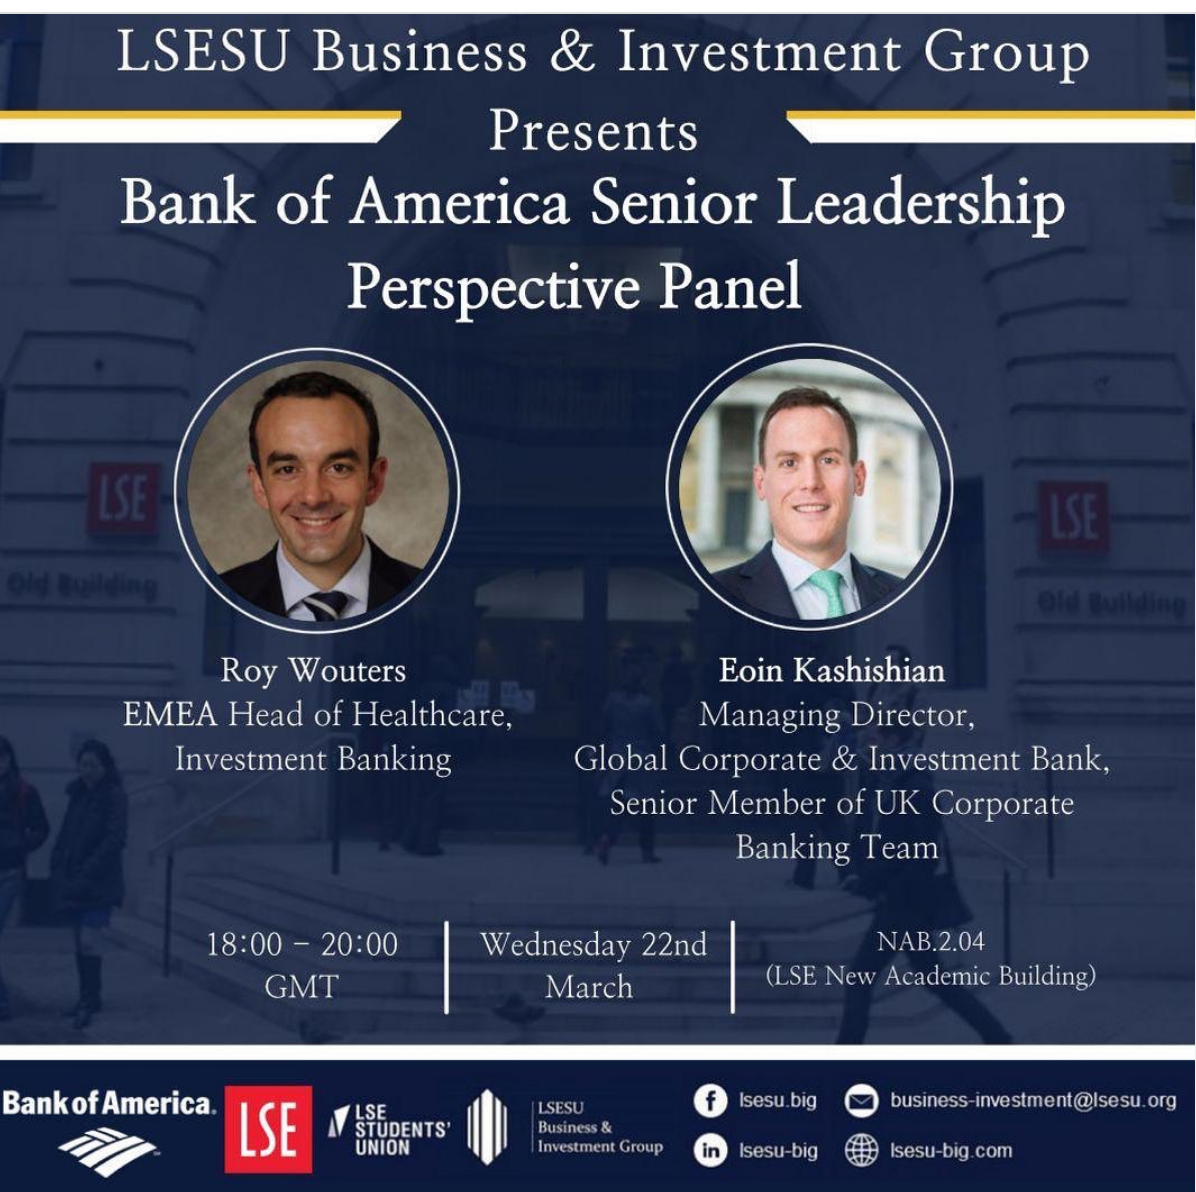 LSESU Business & Investment Group
Presents
Bank of America Senior Leadership
Perspective Panel
LSE
Old Building
LSE
Old Building
Roy Wouters
EMEA Head of Healthcare,
Investment Banking
Eoin Kashishian
Managing Director,
Global Corporate & Investment Bank,
Senior Member of UK Corporate
Banking Team
18:00 – 20:00
GMT
Wednesday 22nd
March
NAB.2.04
(LSE New Academic Building)
Bank of America.
LSE
LSE
STUDENTS'
UNION
LSESU
Business &
Investment Group
f lsesu.big
in lsesu-big
business-investment@lsesu.org
lsesu-big.com